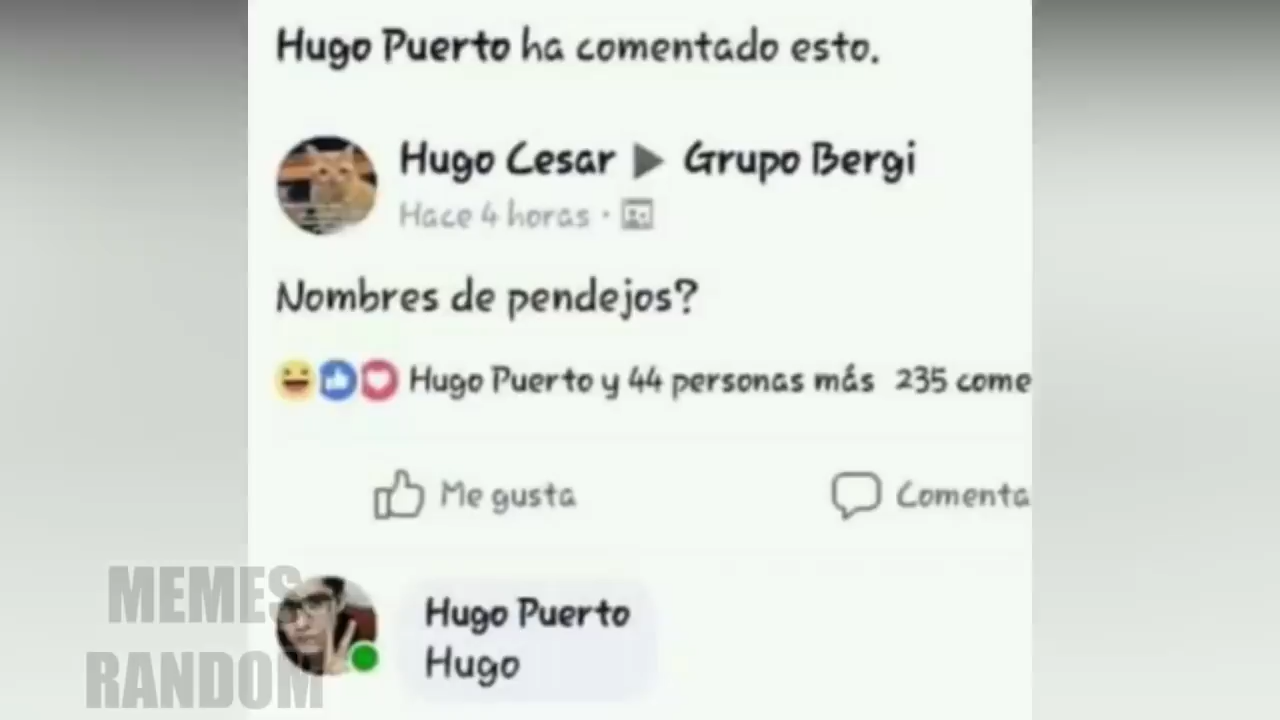 Hugo Puerto ha comentado esto.
Hugo Cesar ▶ Grupo Bergi
Hace 4 horas ·
Nombres de pendejos?
Hugo Puerto y 44 personas más 235 come
Me gusta Comenta
MEMES
RANDOM
Hugo Puerto
Hugo